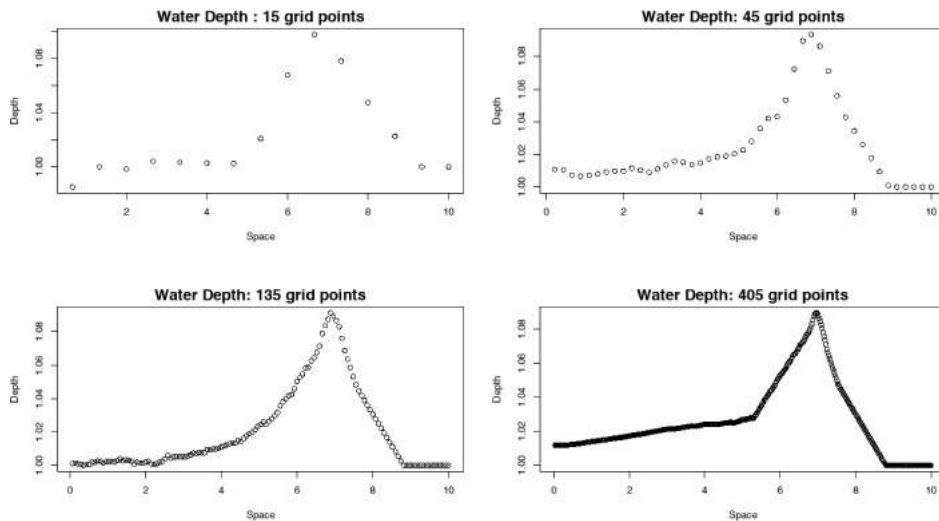 Water Depth : 15 grid points
Depth
1.00 1.04 1.08
2 4 6 8 10
Space
Water Depth: 45 grid points
Depth
1.00 1.02 1.04 1.06 1.08
0 2 4 6 8 10
Space
Water Depth: 135 grid points
Depth
1.00 1.02 1.04 1.06 1.08
0 2 4 6 8 10
Space
Water Depth: 405 grid points
Depth
1.00 1.02 1.04 1.06 1.08
0 2 4 6 8 10
Space